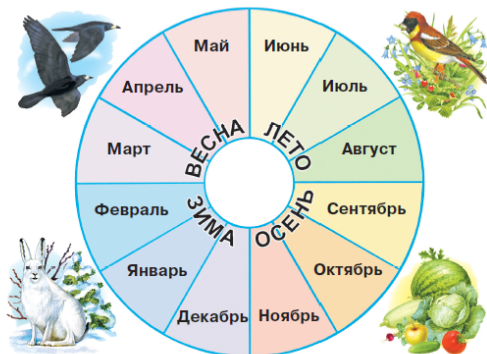 Май
Июнь
Апрель
Июль
Март
ВЕСНА
ЛЕТО
Август
Февраль
ЗИМА
ОСЕНЬ
Сентябрь
Январь
Октябрь
Декабрь
Ноябрь